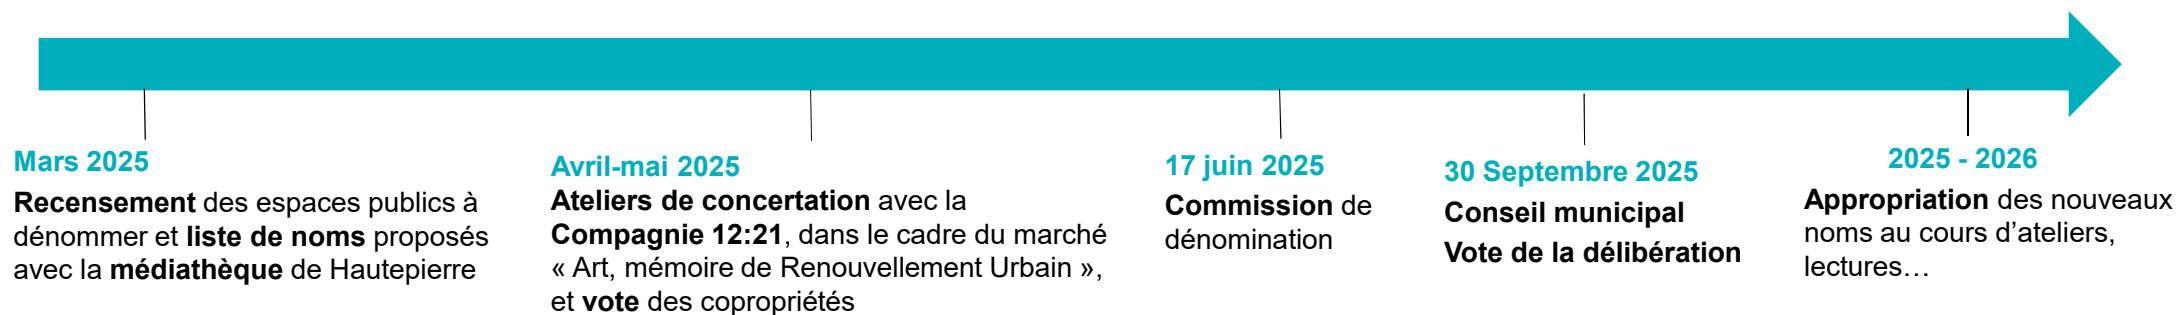 Mars 2025
Recensement des espaces publics à
dénommer et liste de noms proposés
avec la médiathèque de Hautepierre
Avril-mai 2025
Ateliers de concertation avec la
Compagnie 12:21, dans le cadre du marché
« Art, mémoire de Renouvellement Urbain »,
et vote des copropriétés
17 juin 2025
Commission de
dénomination
30 Septembre 2025
Conseil municipal
Vote de la délibération
2025 - 2026
Appropriation des nouveaux
noms au cours d’ateliers,
lectures…